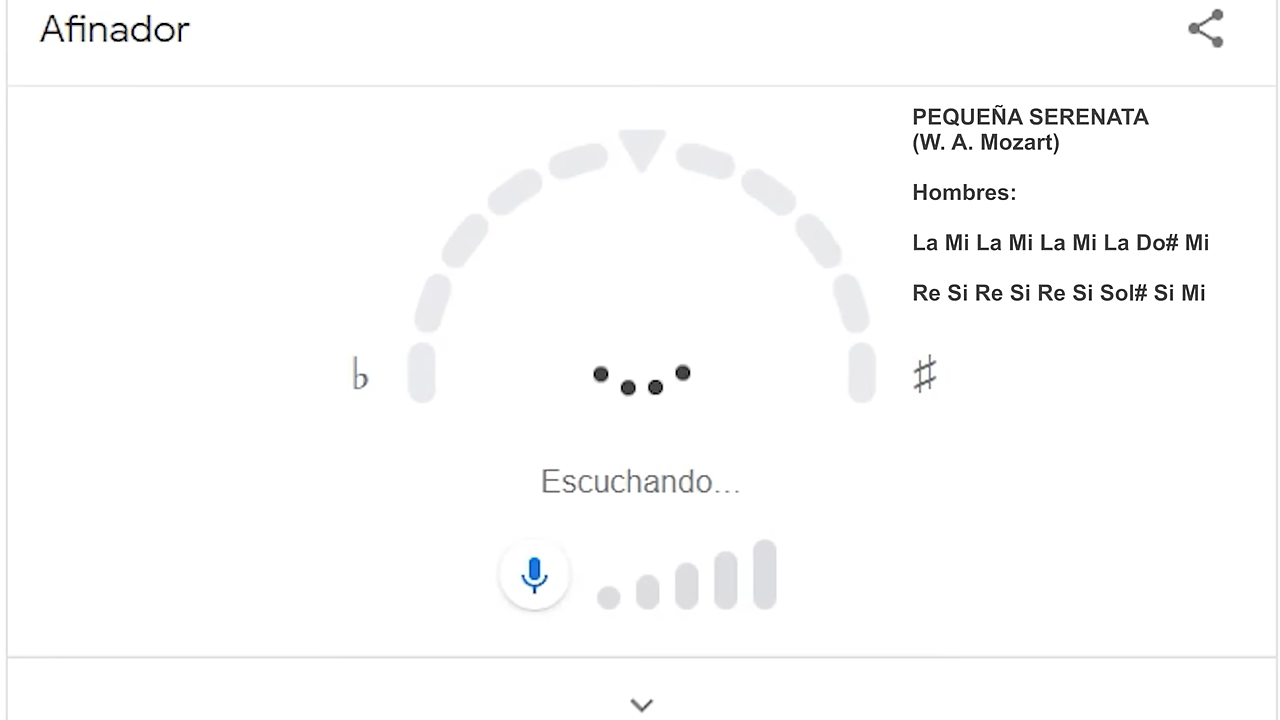 Afinador
PEQUEÑA SERENATA
(W. A. Mozart)
Hombres:
La Mi La Mi La Mi La Do# Mi
Re Si Re Si Re Si Sol# Si Mi
♭
♯
Escuchando...